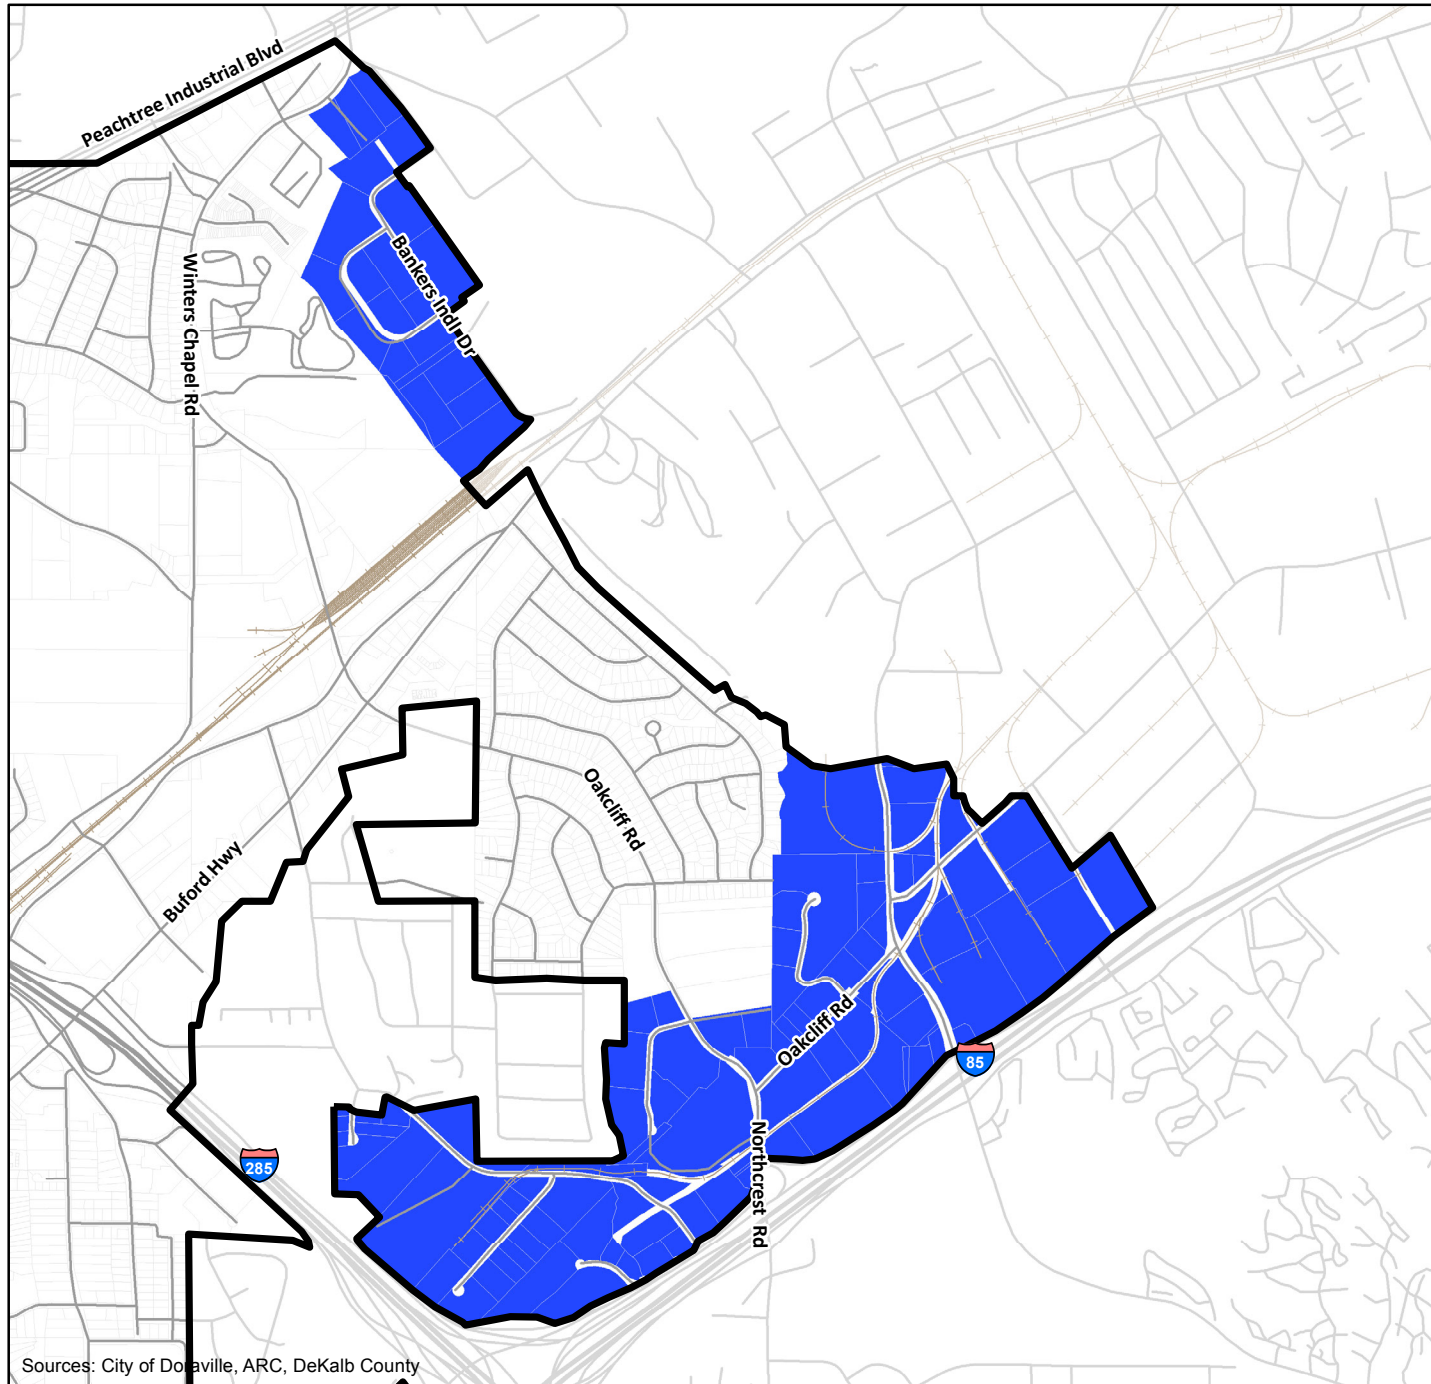 Peachtree Industrial Blvd
Winters Chapel Rd
Bankers Indl Dr
Oakcliff Rd
Buford Hwy
Oakcliff Rd
85
Northcrest Rd
285
Sources: City of Doraville, ARC, DeKalb County